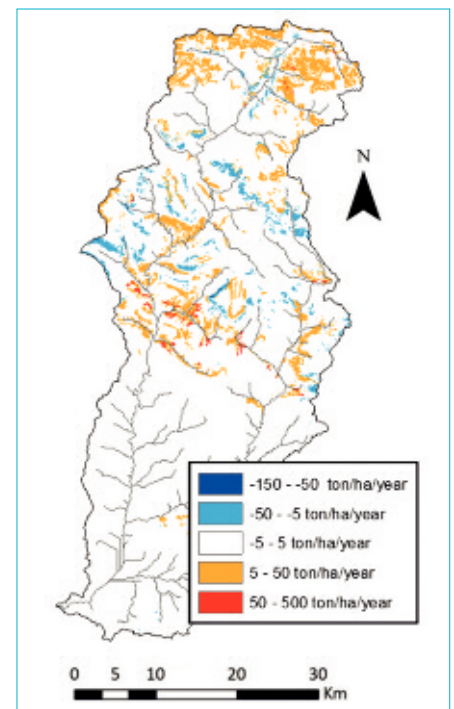 N
-150 - -50 ton/ha/year
-50 - -5 ton/ha/year
-5 - 5 ton/ha/year
5 - 50 ton/ha/year
50 - 500 ton/ha/year
0 5 10 20 30
Km